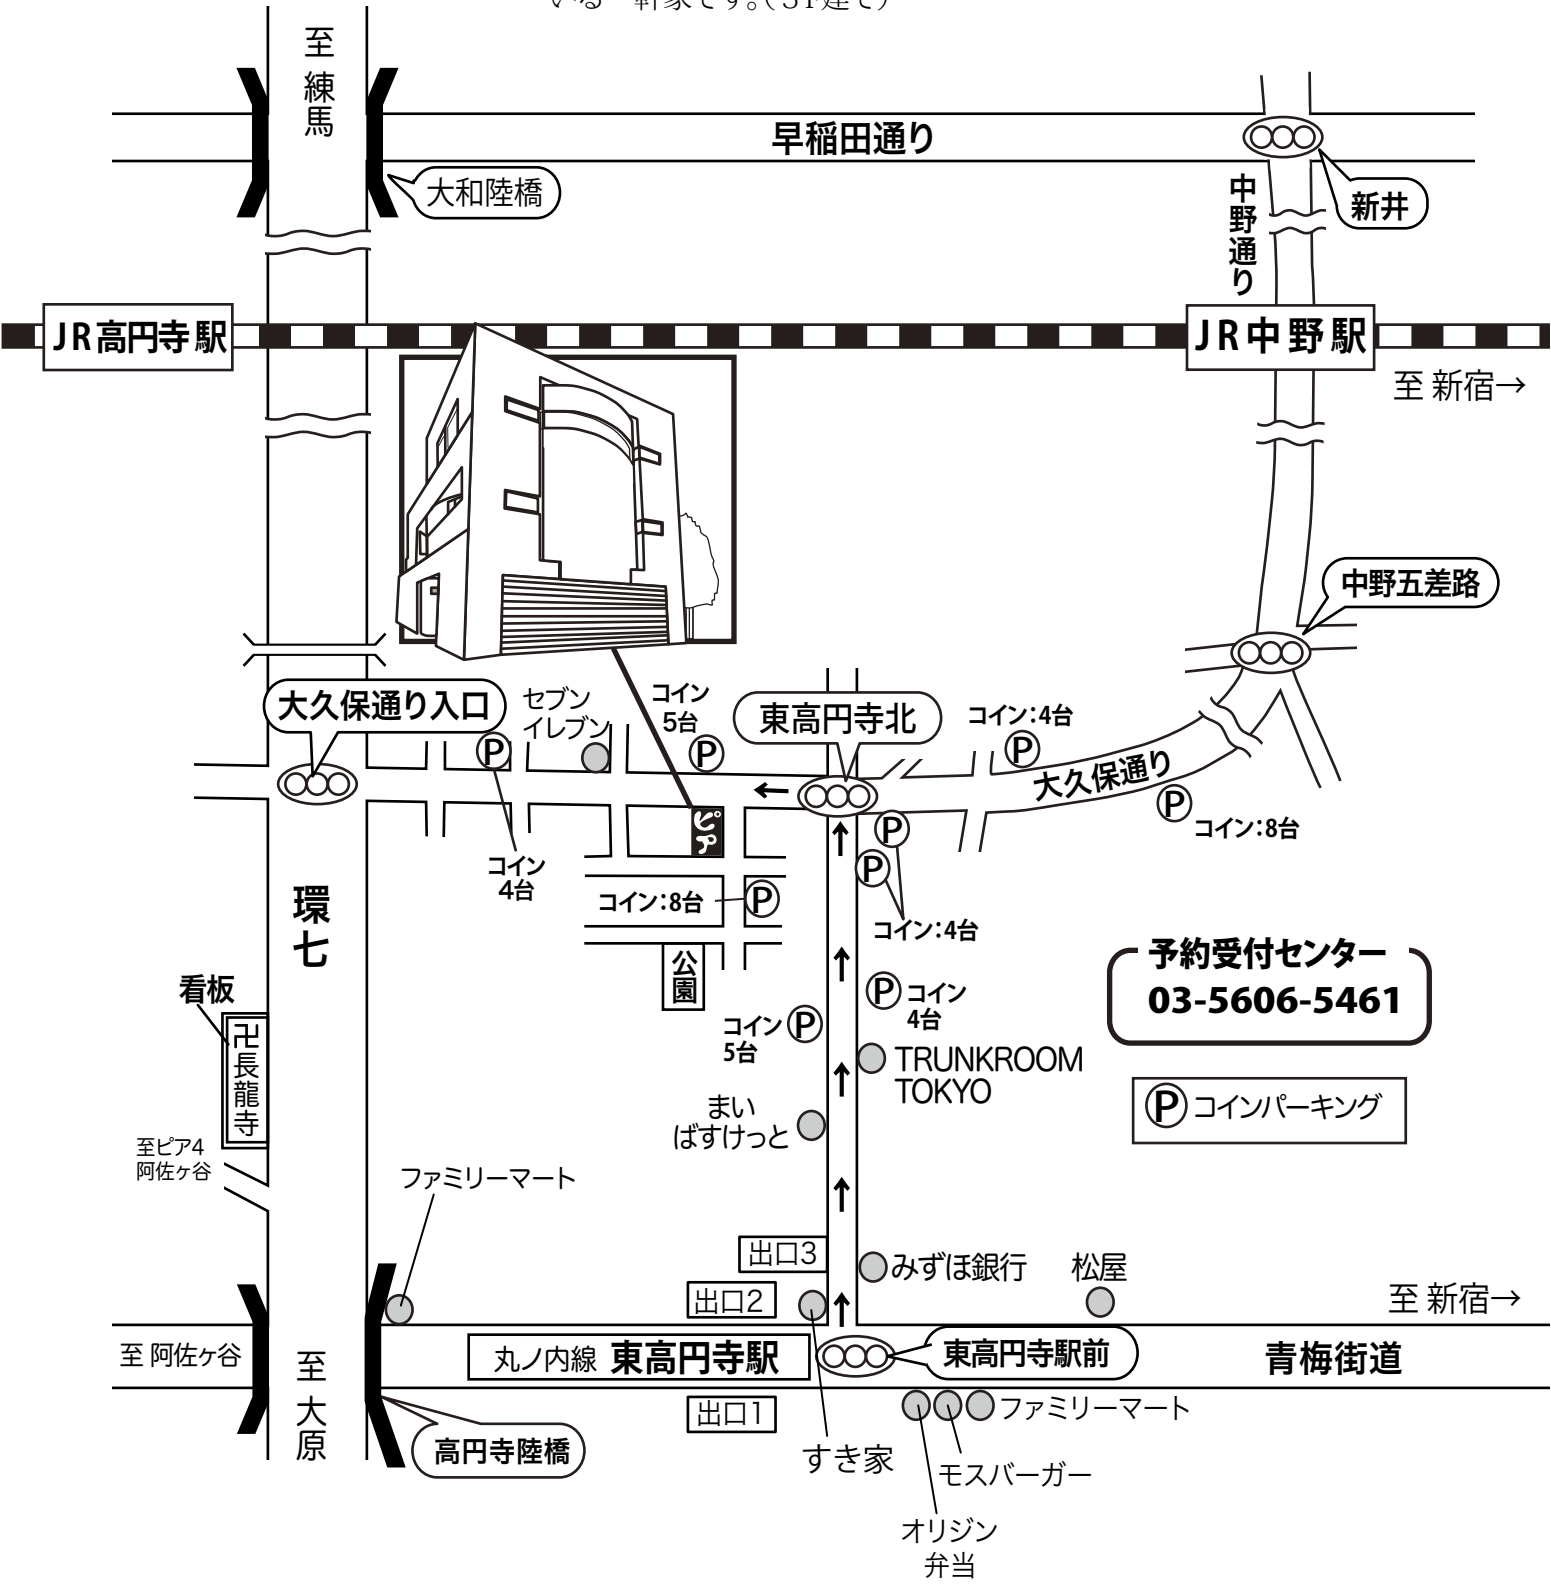 いる一軒家です。(3F建て)
至 練馬
早稲田通り
大和陸橋
中野通り
新井
JR高円寺駅
JR中野駅
至 新宿→
中野五差路
大久保通り入口
セブン
イレブン
コイン
5台
P
P
東高円寺北
コイン:4台
P
大久保通り
P
コイン:8台
ピア
P
P
コイン
4台
コイン:8台
P
コイン:4台
環七
公園
予約受付センター
03-5606-5461
看板
卍長龍寺
P
コイン
4台
コイン
5台
P
TRUNKROOM
TOKYO
P コインパーキング
まい
ばすけっと
至ピア4
阿佐ヶ谷
ファミリーマート
出口3
みずほ銀行
松屋
出口2
至 新宿→
至 阿佐ヶ谷
至 大原
丸ノ内線 東高円寺駅
東高円寺駅前
青梅街道
出口1
ファミリーマート
高円寺陸橋
すき家
モスバーガー
オリジン
弁当